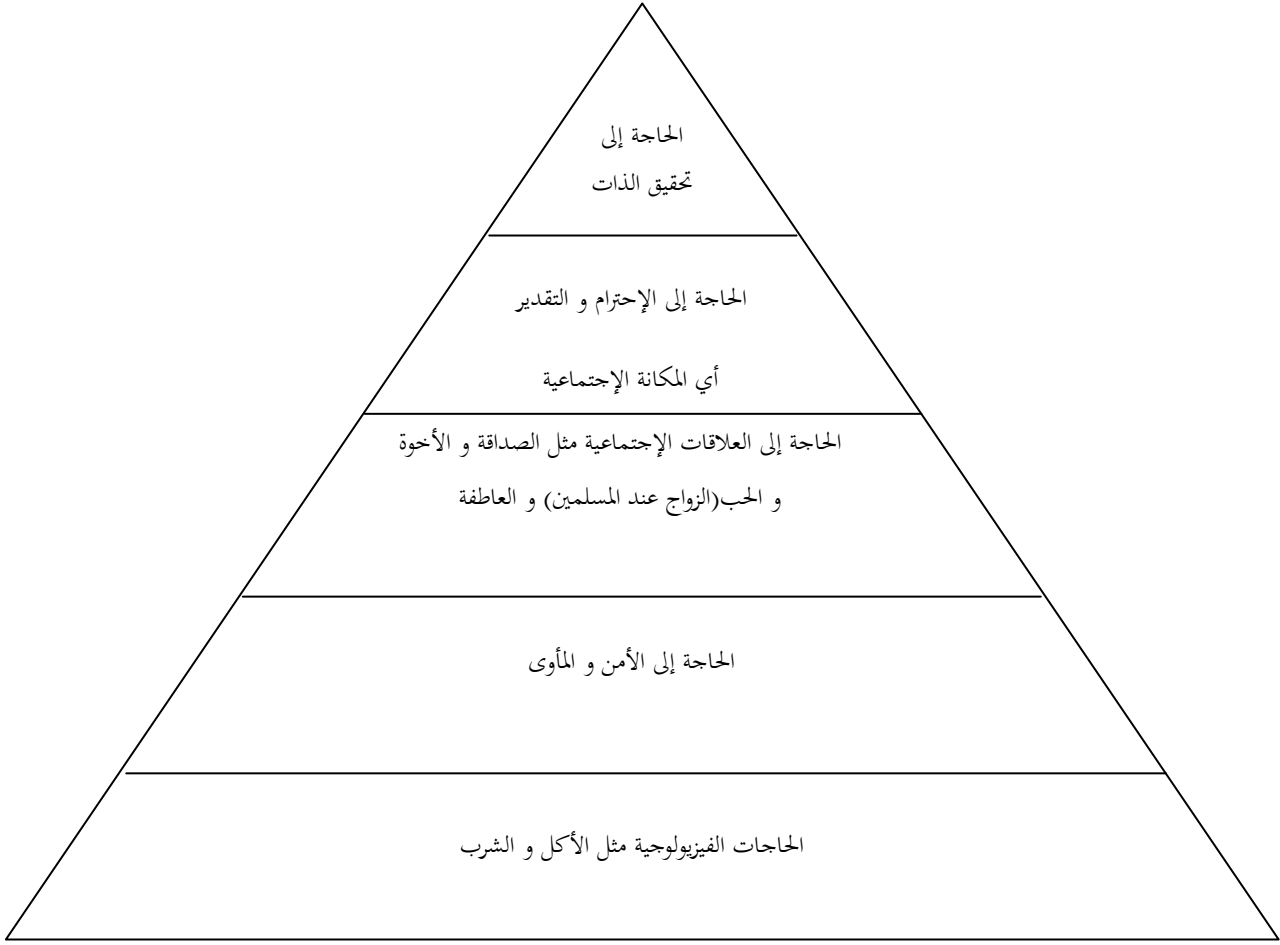 الحاجة إلى
تحقيق الذات
الحاجة إلى الإحترام و التقدير
أي المكانة الإجتماعية
الحاجة إلى العلاقات الإجتماعية مثل الصداقة و الأخوة
و الحب(الزواج عند المسلمين) و العاطفة
الحاجة إلى الأمن و المأوى
الحاجات الفيزيولوجية مثل الأكل و الشرب